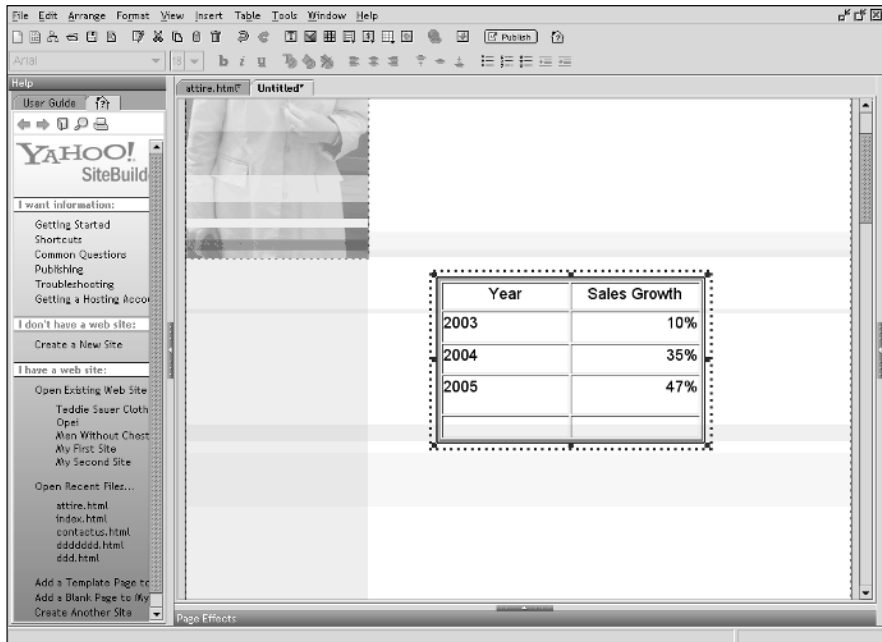 File Edit Arrange Format View Insert Table Tools Window Help
Publish
Arial 18 b i u
Help
attire.html* Untitled*
User Guide
YAHOO!
SiteBuild
I want information:
Getting Started
Shortcuts
Common Questions
Publishing
Troubleshooting
Getting a Hosting Accou
I don't have a web site:
Create a New Site
I have a web site:
Open Existing Web Site
Teddie Sauer Cloth
Opei
Men Without Chest
My First Site
My Second Site
Open Recent Files...
attire.html
index.html
contactus.html
ddddddd.html
ddd.html
Add a Template Page to
Add a Blank Page to My
Create Another Site
Year Sales Growth
2003 10%
2004 35%
2005 47%
Page Effects